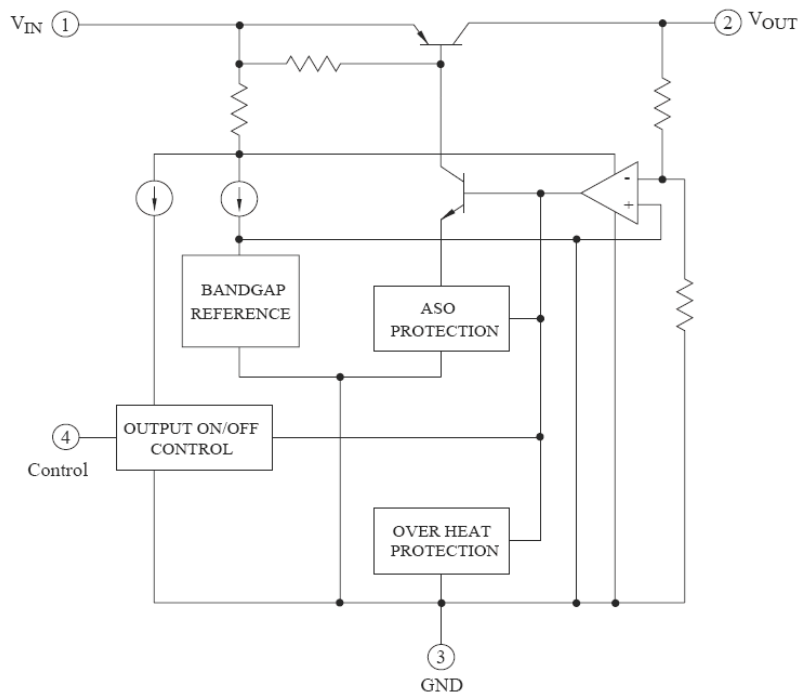 VIN 1
2 VOUT
-
+
BANDGAP
REFERENCE
ASO
PROTECTION
OUTPUT ON/OFF
CONTROL
4
Control
OVER HEAT
PROTECTION
3
GND